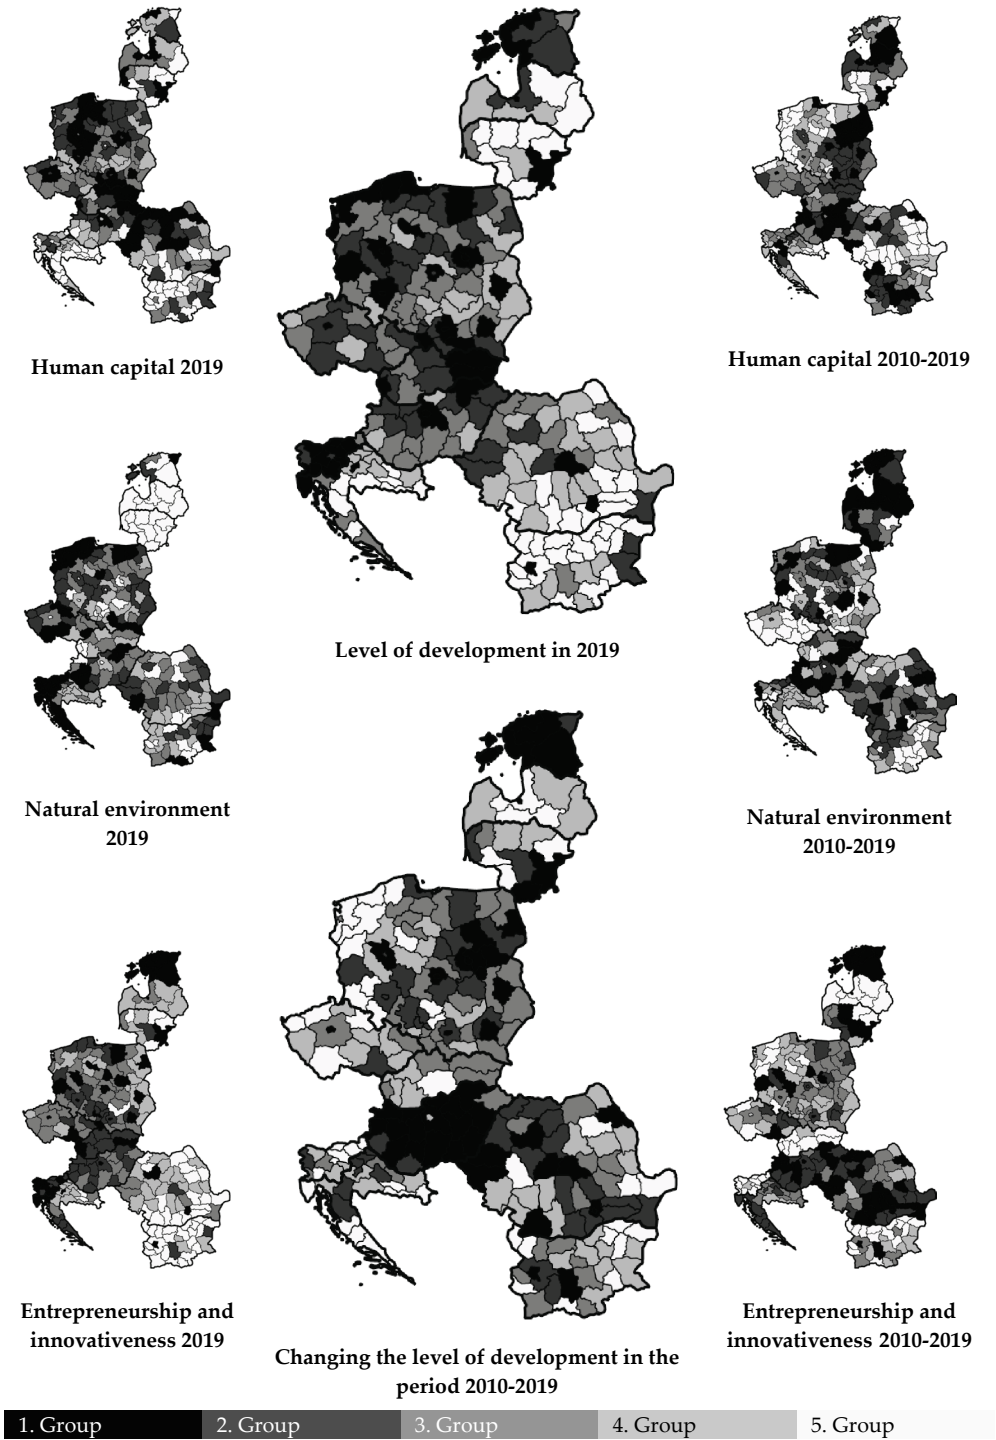 Human capital 2019
Human capital 2010-2019
Level of development in 2019
Natural environment
2019
Natural environment
2010-2019
Entrepreneurship and
innovativeness 2019
Entrepreneurship and
innovativeness 2010-2019
Changing the level of development in the
period 2010-2019
1. Group 2. Group 3. Group 4. Group 5. Group